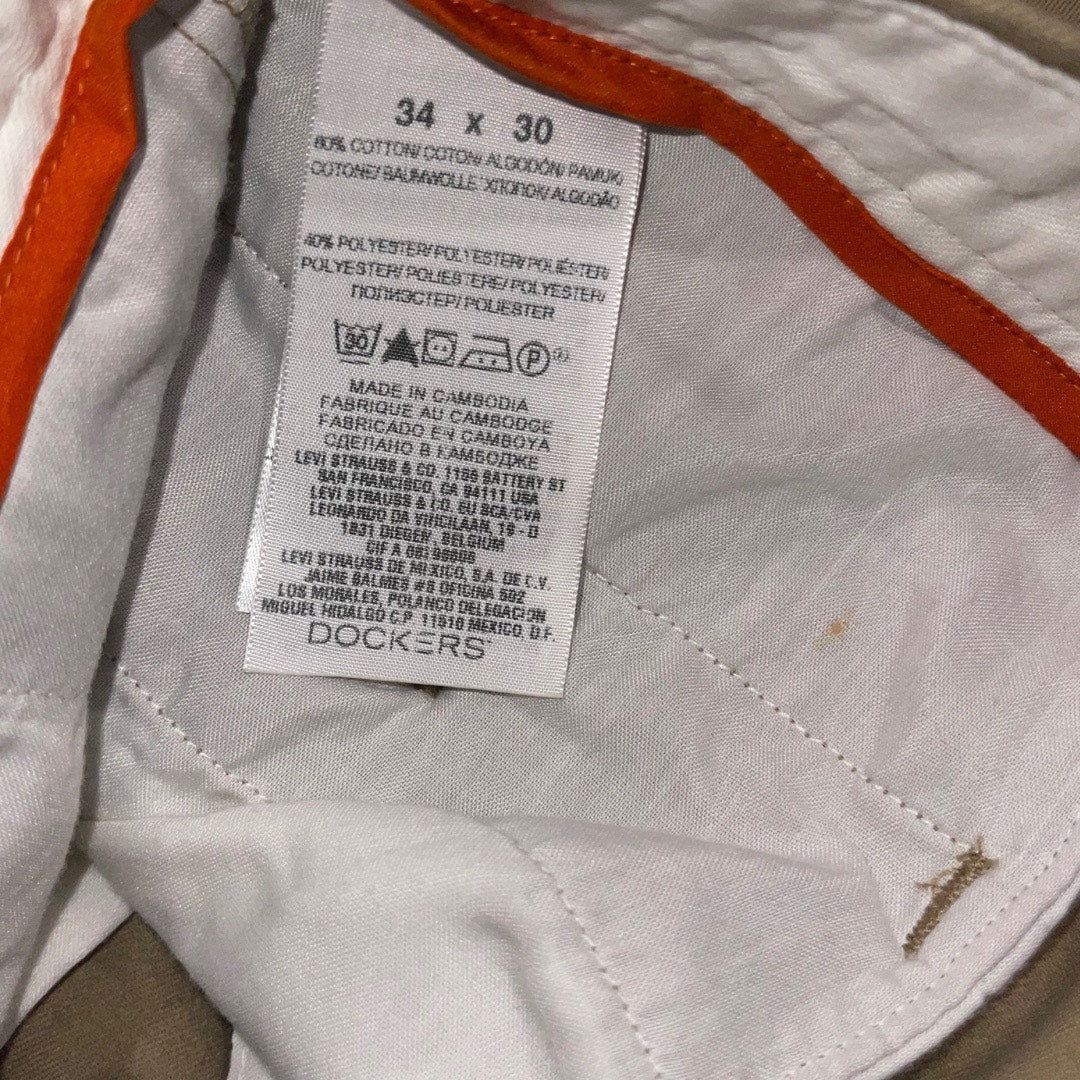 34 x 30
60% COTTON/ COTON/ ALGODÓN/ PAMUK/
COTONE/ BAUMWOLLE ХЛОПОК/ ALGODÃO
40% POLYESTER/ POLYESTER/ POLIÉSTER/
POLYESTER/ POLIESTERE/ POLYESTER/
ПОЛИЭСТЕР/ POLIESTER
P
MADE IN CAMBODIA
FABRIQUE AU CAMBODGE
FABRICADO EN CAMBOYA
СДЕЛАНО В КАМБОДЖЕ
LEVI STRAUSS & CO. 1155 BATTERY ST
SAN FRANCISCO, CA 94111 USA
LEVI STRAUSS & CO. EU SCA/CVA
LEONARDO DA VINCILAAN, 19 - D
1831 DIEGEM, BELGIUM
CIF A
LEVI STRAUSS DE MEXICO, S.A. DE C.V.
JAIME BALMES #8 OFICINA 602
LOS MORALES, POLANCO DELEGACION
MIGUEL HIDALGO C.P. 11510 MEXICO, D.F.
DOCKERS